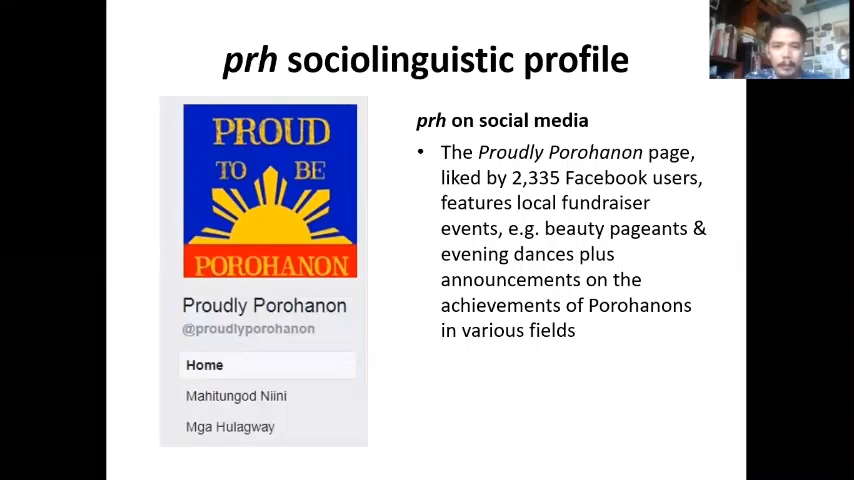 prh sociolinguistic profile
PROUD
TO BE
POROHANON
Proudly Porohanon
@proudlyporohanon
Home
Mahitungod Niini
Mga Hulagway
prh on social media
• The Proudly Porohanon page,
liked by 2,335 Facebook users,
features local fundraiser
events, e.g. beauty pageants &
evening dances plus
announcements on the
achievements of Porohanons
in various fields